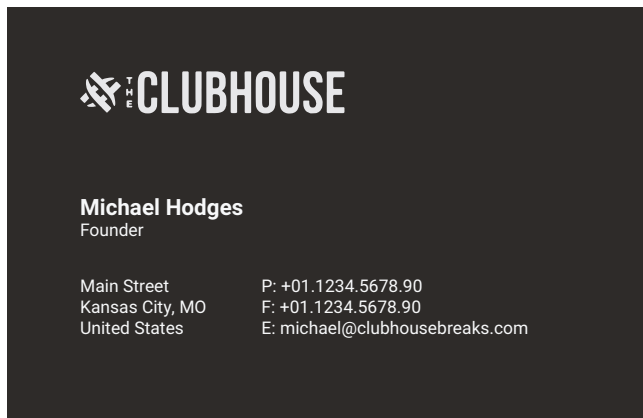 THE CLUBHOUSE
Michael Hodges
Founder
Main Street
Kansas City, MO
United States
P: +01.1234.5678.90
F: +01.1234.5678.90
E: michael@clubhousebreaks.com